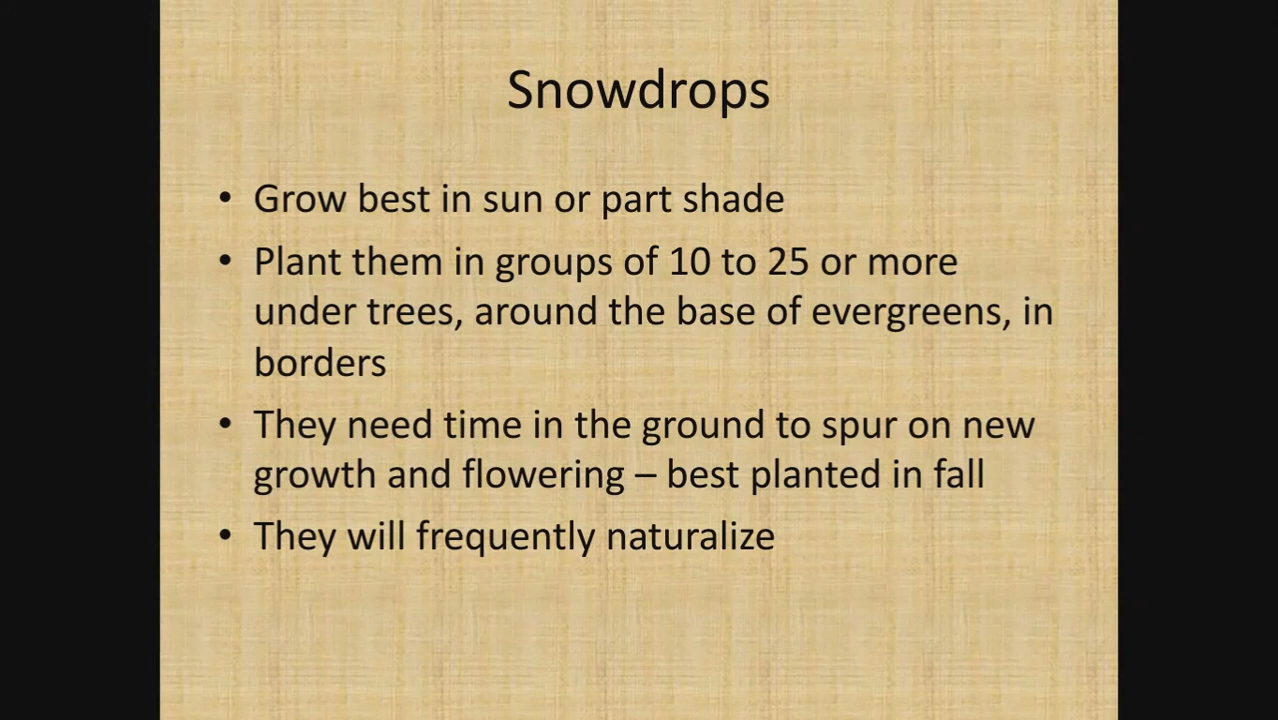 Snowdrops
• Grow best in sun or part shade
• Plant them in groups of 10 to 25 or more
under trees, around the base of evergreens, in
borders
• They need time in the ground to spur on new
growth and flowering – best planted in fall
• They will frequently naturalize